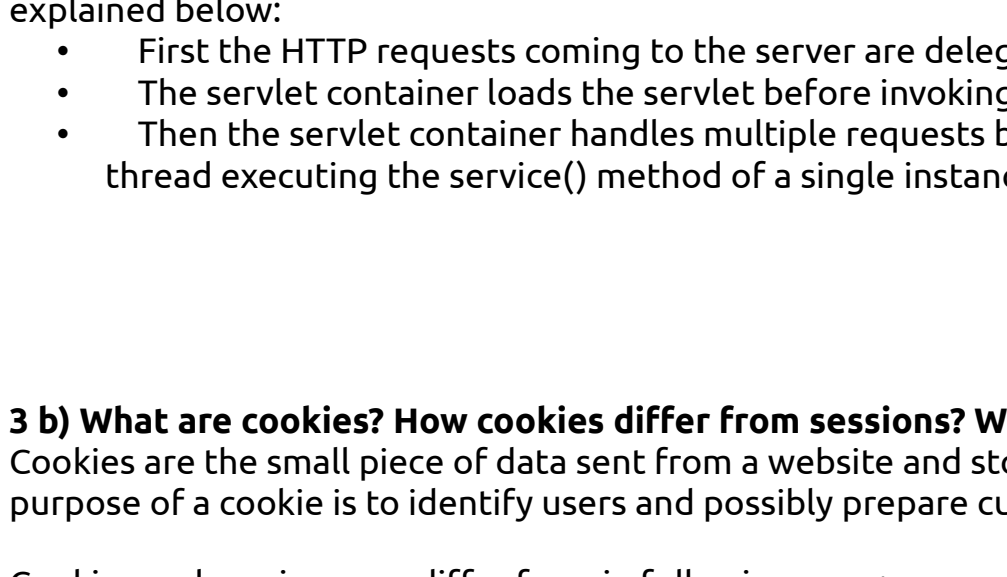 explained below:
• First the HTTP requests coming to the server are deleg
• The servlet container loads the servlet before invoking
• Then the servlet container handles multiple requests b
thread executing the service() method of a single instanc
3 b) What are cookies? How cookies differ from sessions? W
Cookies are the small piece of data sent from a website and sto
purpose of a cookie is to identify users and possibly prepare cu